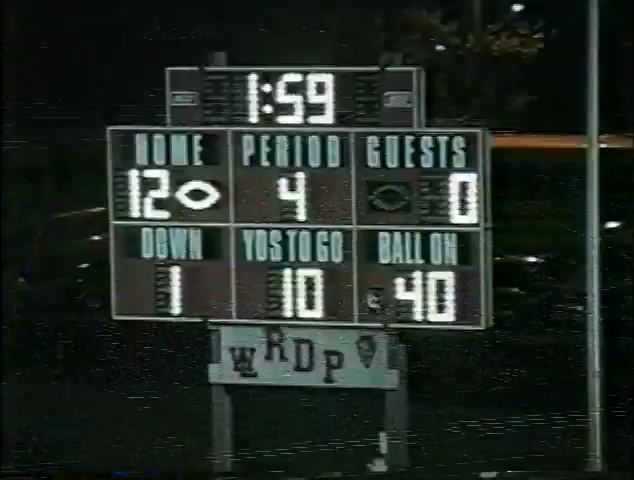 1:59
HOME PERIOD GUESTS
12 4 0
DOWN YDS TO GO BALL ON
1 10 40
WRDP